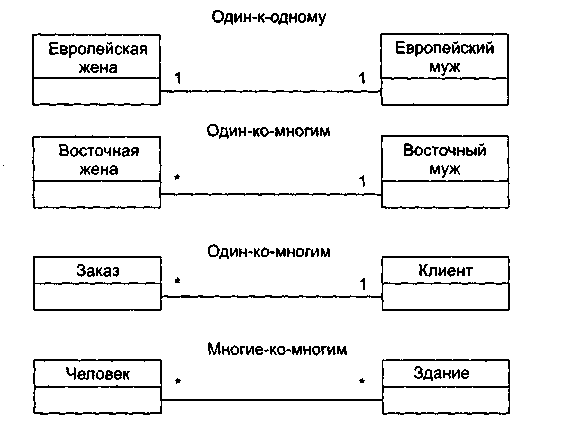 Один-к-одному
Европейская Европейский
жена муж
1 1
Один-ко-многим
Восточная Восточный
жена муж
* 1
Один-ко-многим
Заказ Клиент
* 1
Многие-ко-многим
Человек Здание
* *